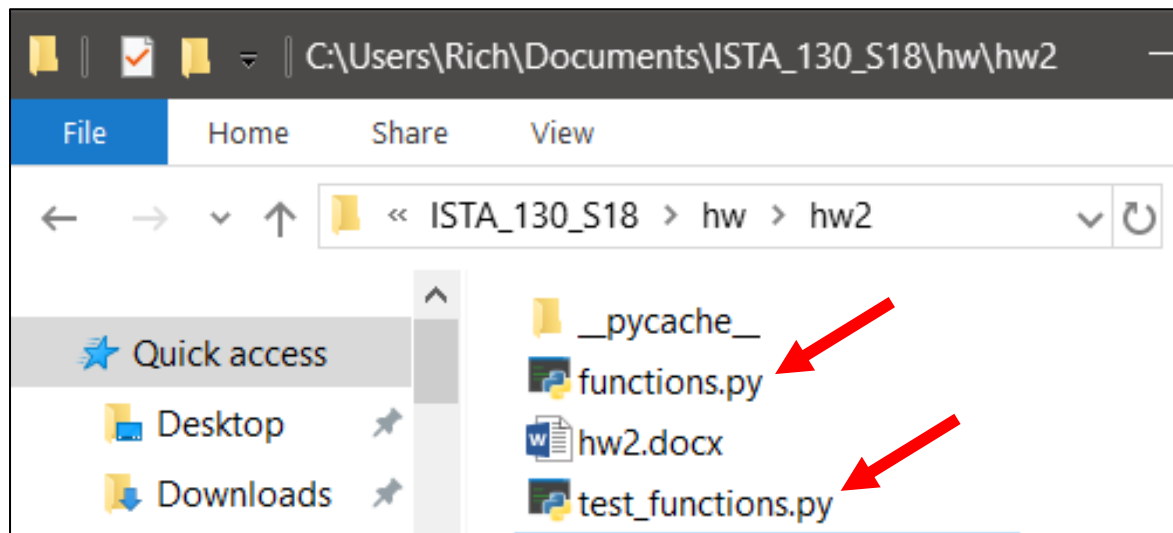 C:\Users\Rich\Documents\ISTA_130_S18\hw\hw2
File Home Share View
« ISTA_130_S18 > hw > hw2
__pycache__
Quick access
functions.py
Desktop
hw2.docx
Downloads
test_functions.py